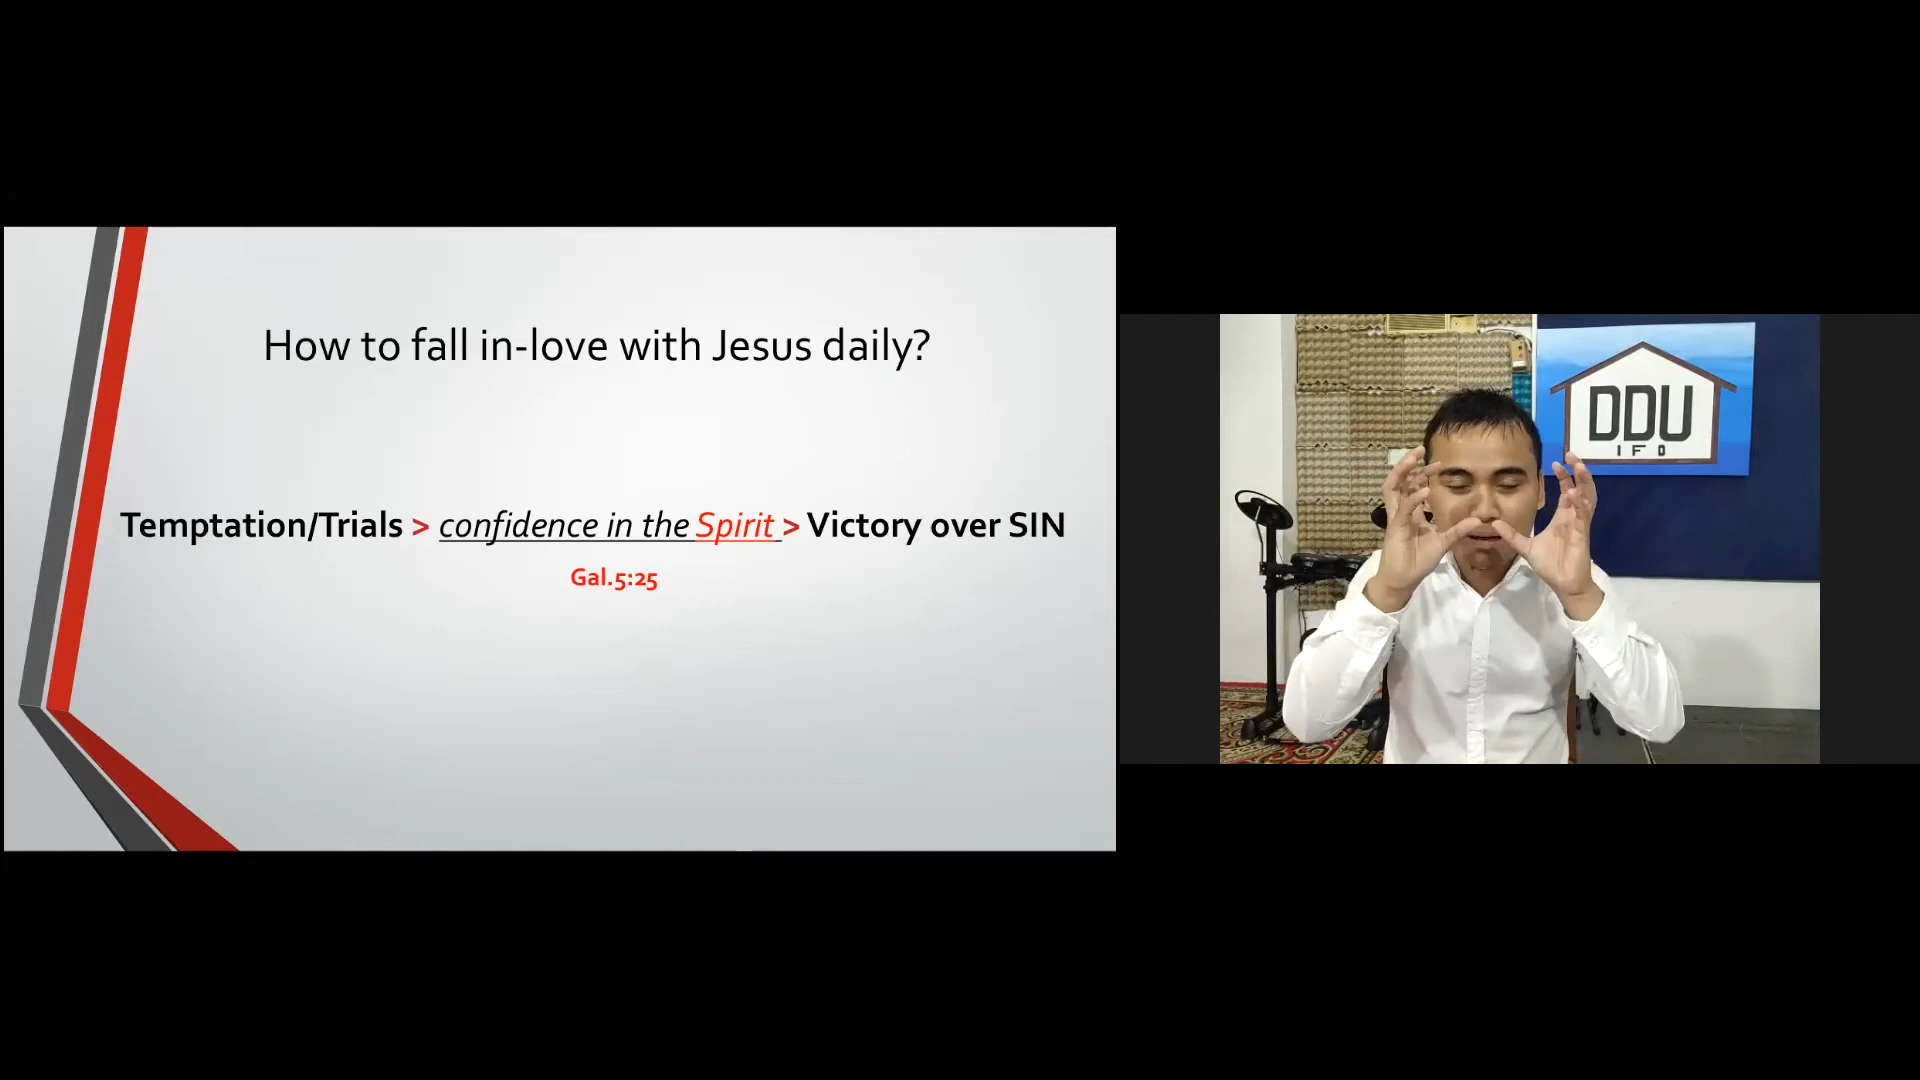 How to fall in-love with Jesus daily?
Temptation/Trials > confidence in the Spirit > Victory over SIN
Gal.5:25
DDU
IFO